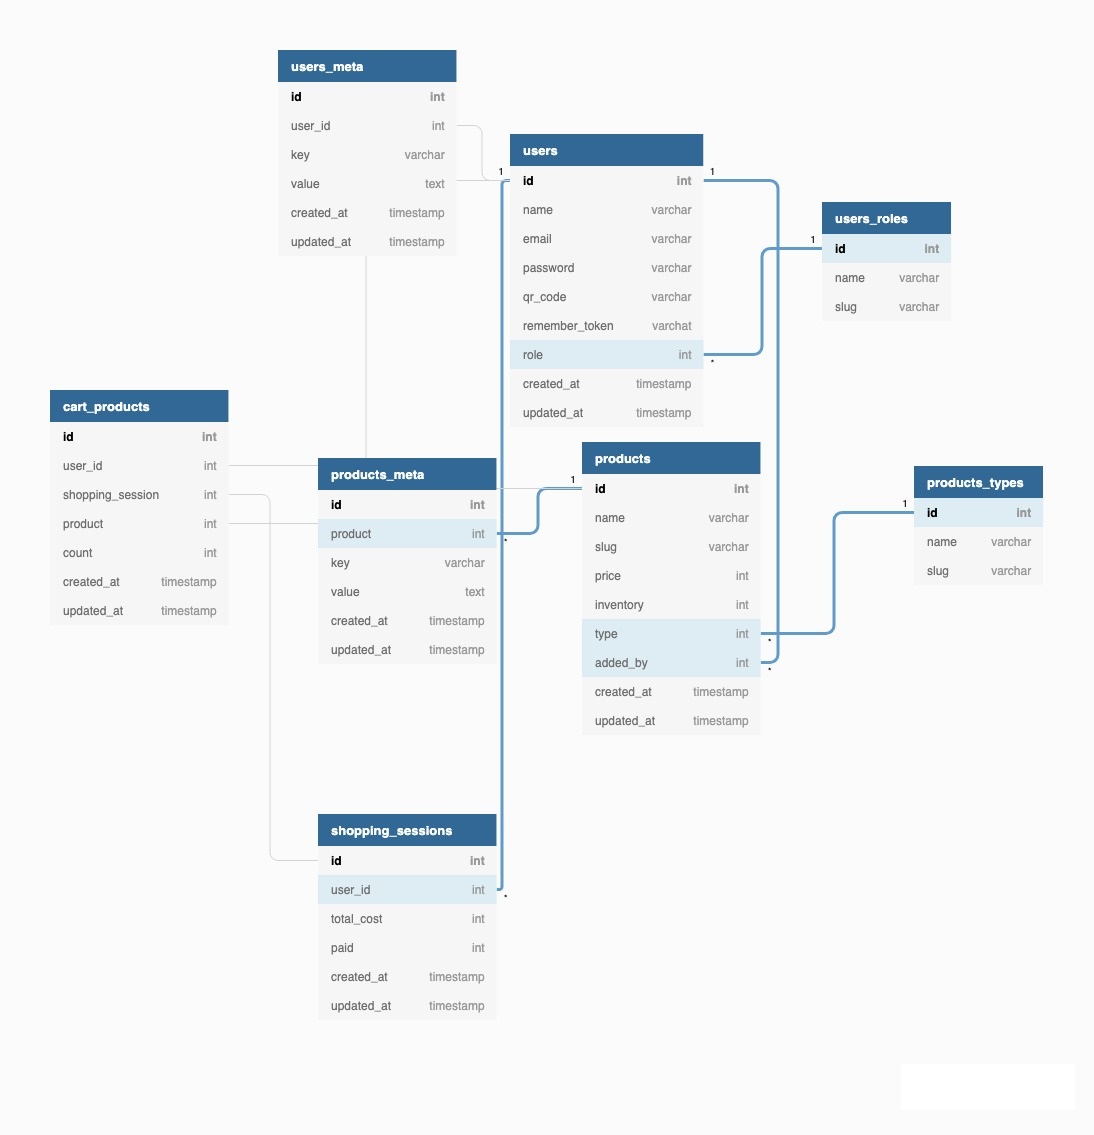 users_meta
id int
user_id int
key varchar
value text
created_at timestamp
updated_at timestamp
users
1 id int 1
name varchar
email varchar
password varchar
qr_code varchar
remember_token varchat
role int *
created_at timestamp
updated_at timestamp
users_roles
1 id int
name varchar
slug varchar
cart_products
id int
user_id int
shopping_session int
product int
count int
created_at timestamp
updated_at timestamp
products_meta
id int
product int *
key varchar
value text
created_at timestamp
updated_at timestamp
products
1 id int
name varchar
slug varchar
price int
inventory int
type int *
added_by int *
created_at timestamp
updated_at timestamp
products_types
1 id int
name varchar
slug varchar
shopping_sessions
id int
user_id int *
total_cost int
paid int
created_at timestamp
updated_at timestamp